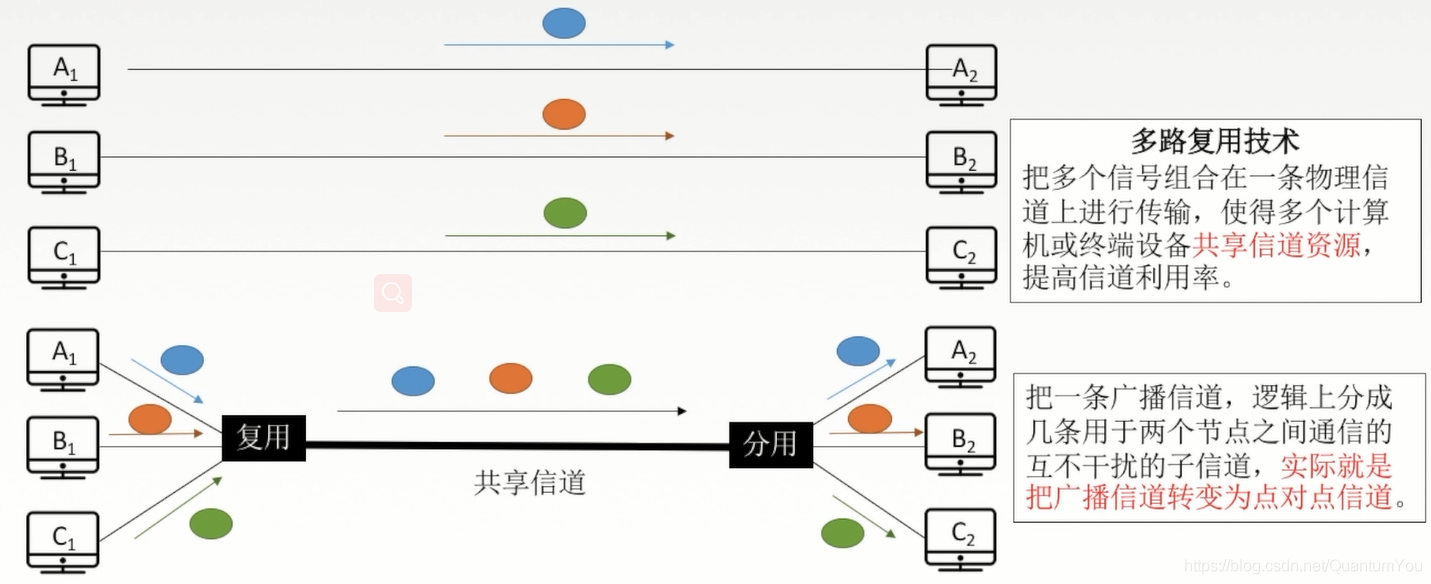 A1
A2
B1
B2
C1
C2
多路复用技术
把多个信号组合在一条物理信
道上进行传输，使得多个计算
机或终端设备共享信道资源，
提高信道利用率。
A1
A2
B1
复用
分用
B2
共享信道
C1
C2
把一条广播信道，逻辑上分成
几条用于两个节点之间通信的
互不干扰的子信道，实际就是
把广播信道转变为点对点信道。
https://blog.csdn.net/QuantumYou